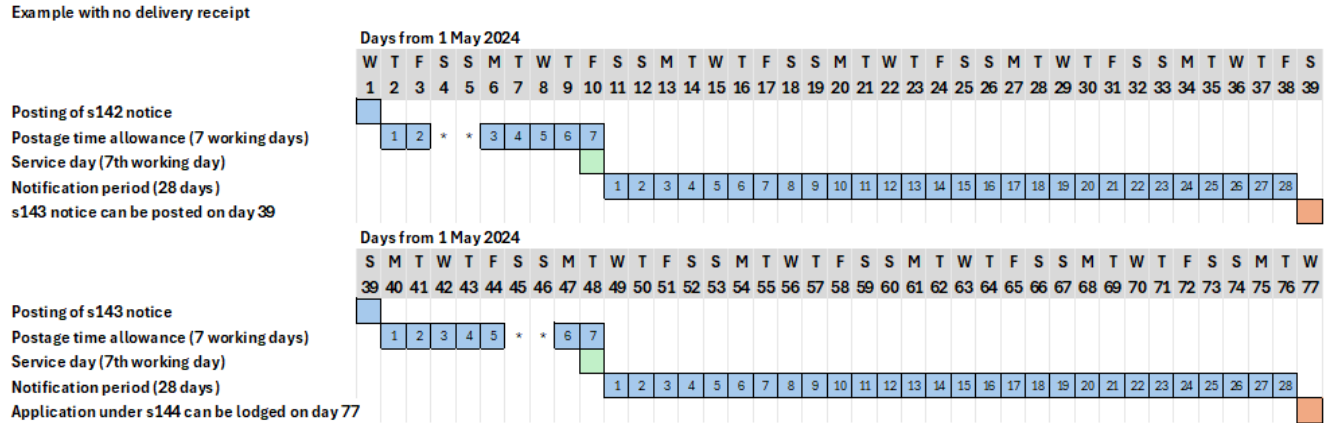 Example with no delivery receipt
Days from 1 May 2024
W T F S S M T W T F S S M T W T F S S M T W T F S S M T W T F S S M T W T F S
1 2 3 4 5 6 7 8 9 10 11 12 13 14 15 16 17 18 19 20 21 22 23 24 25 26 27 28 29 30 31 32 33 34 35 36 37 38 39
Posting of s142 notice
Postage time allowance (7 working days) 1 2 * * 3 4 5 6 7
Service day (7th working day)
Notification period (28 days) 1 2 3 4 5 6 7 8 9 10 11 12 13 14 15 16 17 18 19 20 21 22 23 24 25 26 27 28
s143 notice can be posted on day 39
Days from 1 May 2024
S M T W T F S S M T W T F S S M T W T F S S M T W T F S S M T W T F S S M T W
39 40 41 42 43 44 45 46 47 48 49 50 51 52 53 54 55 56 57 58 59 60 61 62 63 64 65 66 67 68 69 70 71 72 73 74 75 76 77
Posting of s143 notice
Postage time allowance (7 working days) 1 2 3 4 5 * * 6 7
Service day (7th working day)
Notification period (28 days) 1 2 3 4 5 6 7 8 9 10 11 12 13 14 15 16 17 18 19 20 21 22 23 24 25 26 27 28
Application under s144 can be lodged on day 77